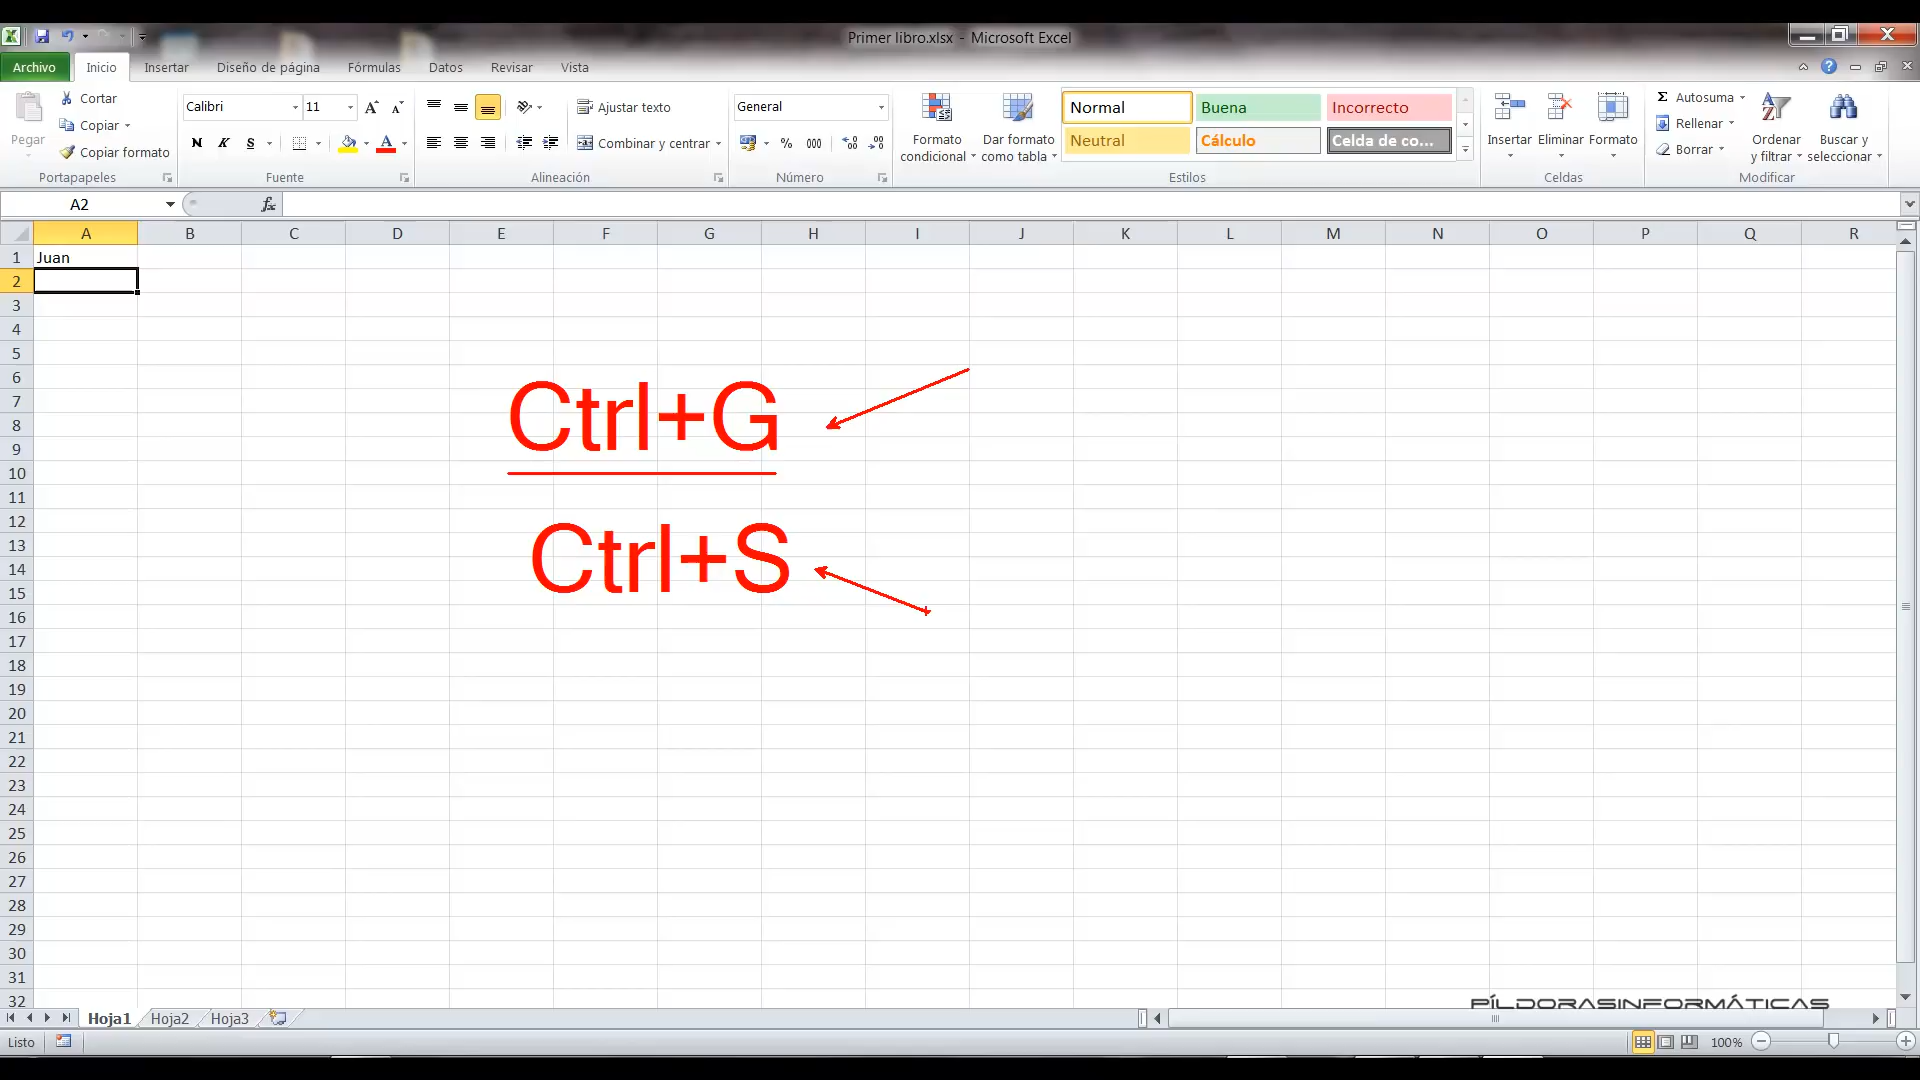 Primer libro.xlsx - Microsoft Excel
Archivo Inicio Insertar Diseño de página Fórmulas Datos Revisar Vista
Cortar
Copiar
Copiar formato
Pegar
Portapapeles
Calibri 11
N K S
Fuente
Ajustar texto
Combinar y centrar
Alineación
General
% 000
Número
Formato condicional
Dar formato como tabla
Normal Buena Incorrecto
Neutral Cálculo Celda de co...
Estilos
Insertar Eliminar Formato
Celdas
Σ Autosuma
Rellenar
Borrar
Ordenar y filtrar
Buscar y seleccionar
Modificar
A2 fx
A B C D E F G H I J K L M N O P Q R
1 Juan
2
3
4
5
6
7
8
9
10
11
12
13
14
15
16
17
18
19
20
21
22
23
24
25
26
27
28
29
30
31
32
Ctrl+G
Ctrl+S
PÍLDORASINFORMÁTICAS
Hoja1 Hoja2 Hoja3
Listo 100%